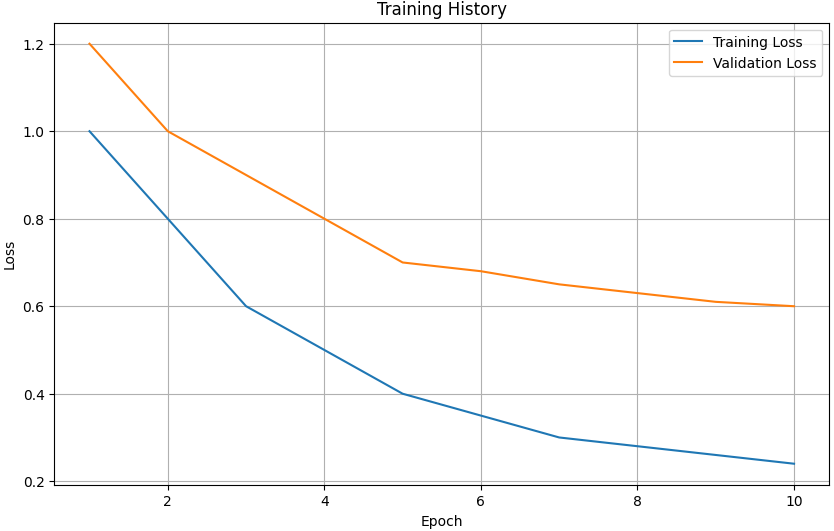 Training History
Training Loss
Validation Loss
1.2
1.0
0.8
0.6
0.4
0.2
Loss
2
4
6
8
10
Epoch